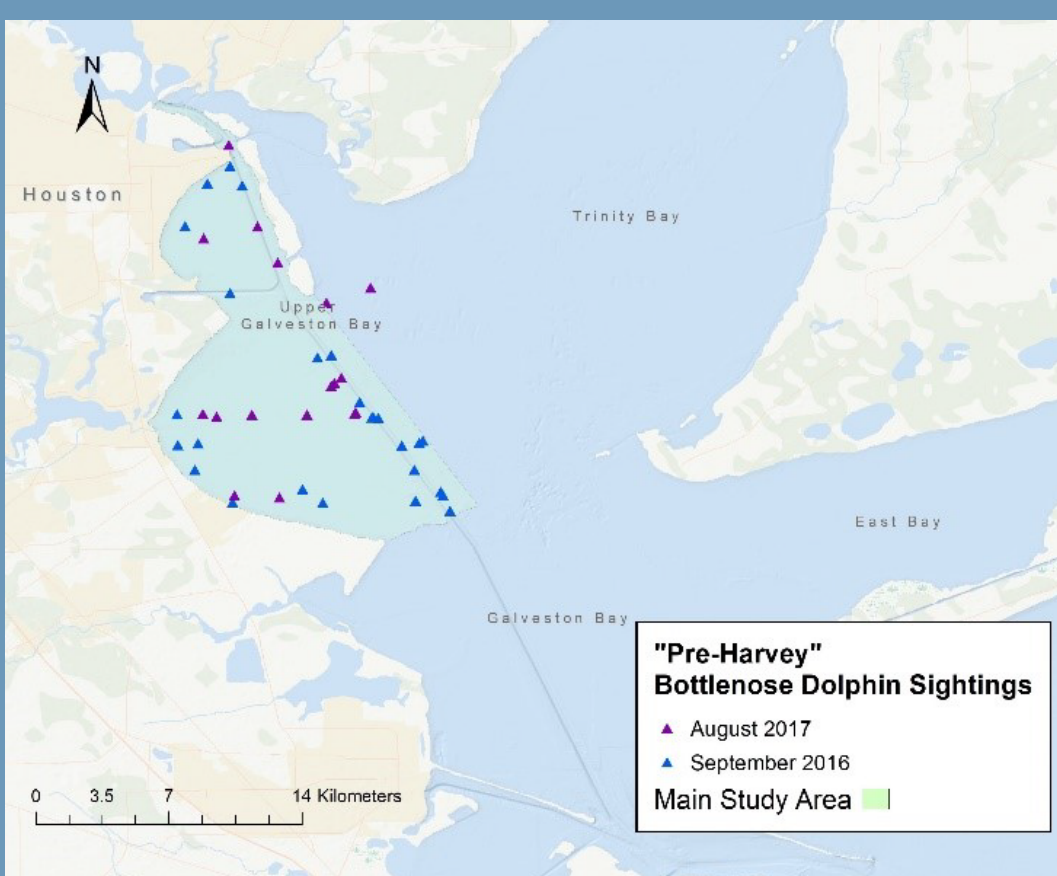 N
Houston
Trinity Bay
Upper
Galveston Bay
East Bay
Galveston Bay
"Pre-Harvey"
Bottlenose Dolphin Sightings
August 2017
September 2016
Main Study Area
0 3.5 7 14 Kilometers